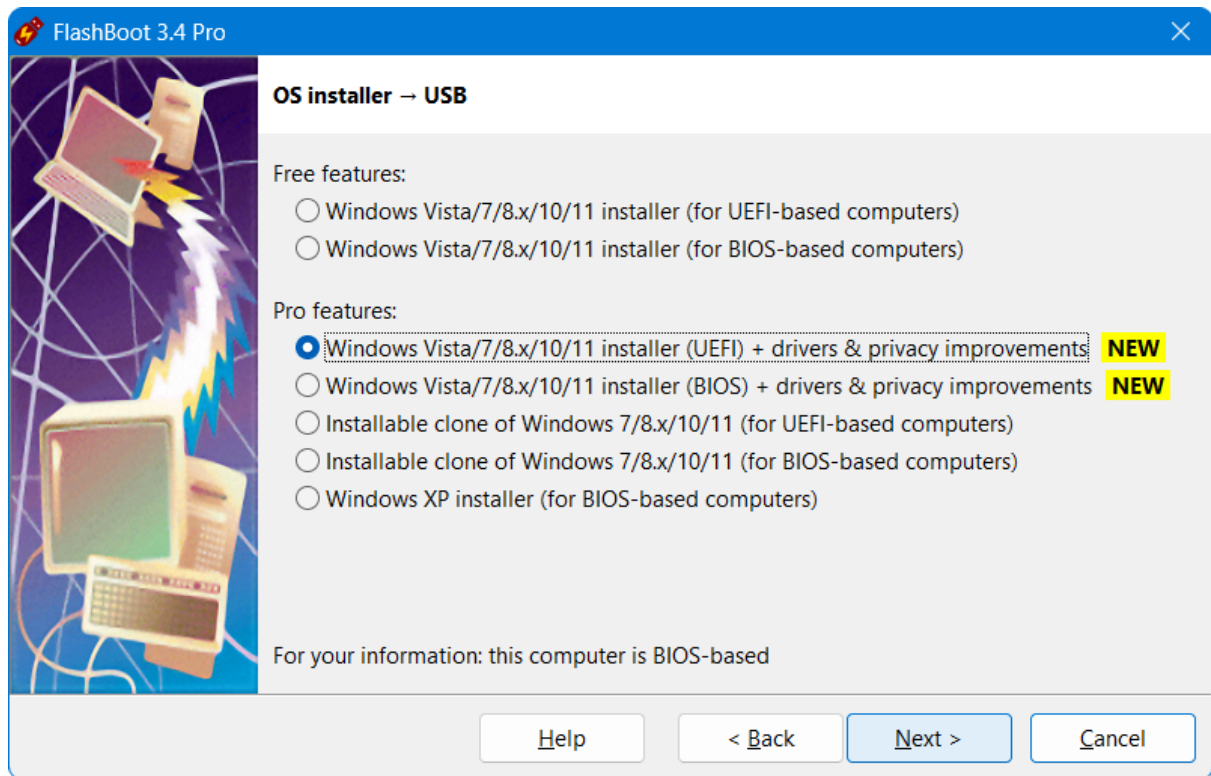 FlashBoot 3.4 Pro
OS installer → USB
Free features:
Windows Vista/7/8.x/10/11 installer (for UEFI-based computers)
Windows Vista/7/8.x/10/11 installer (for BIOS-based computers)
Pro features:
Windows Vista/7/8.x/10/11 installer (UEFI) + drivers & privacy improvements NEW
Windows Vista/7/8.x/10/11 installer (BIOS) + drivers & privacy improvements NEW
Installable clone of Windows 7/8.x/10/11 (for UEFI-based computers)
Installable clone of Windows 7/8.x/10/11 (for BIOS-based computers)
Windows XP installer (for BIOS-based computers)
For your information: this computer is BIOS-based
Help < Back Next > Cancel